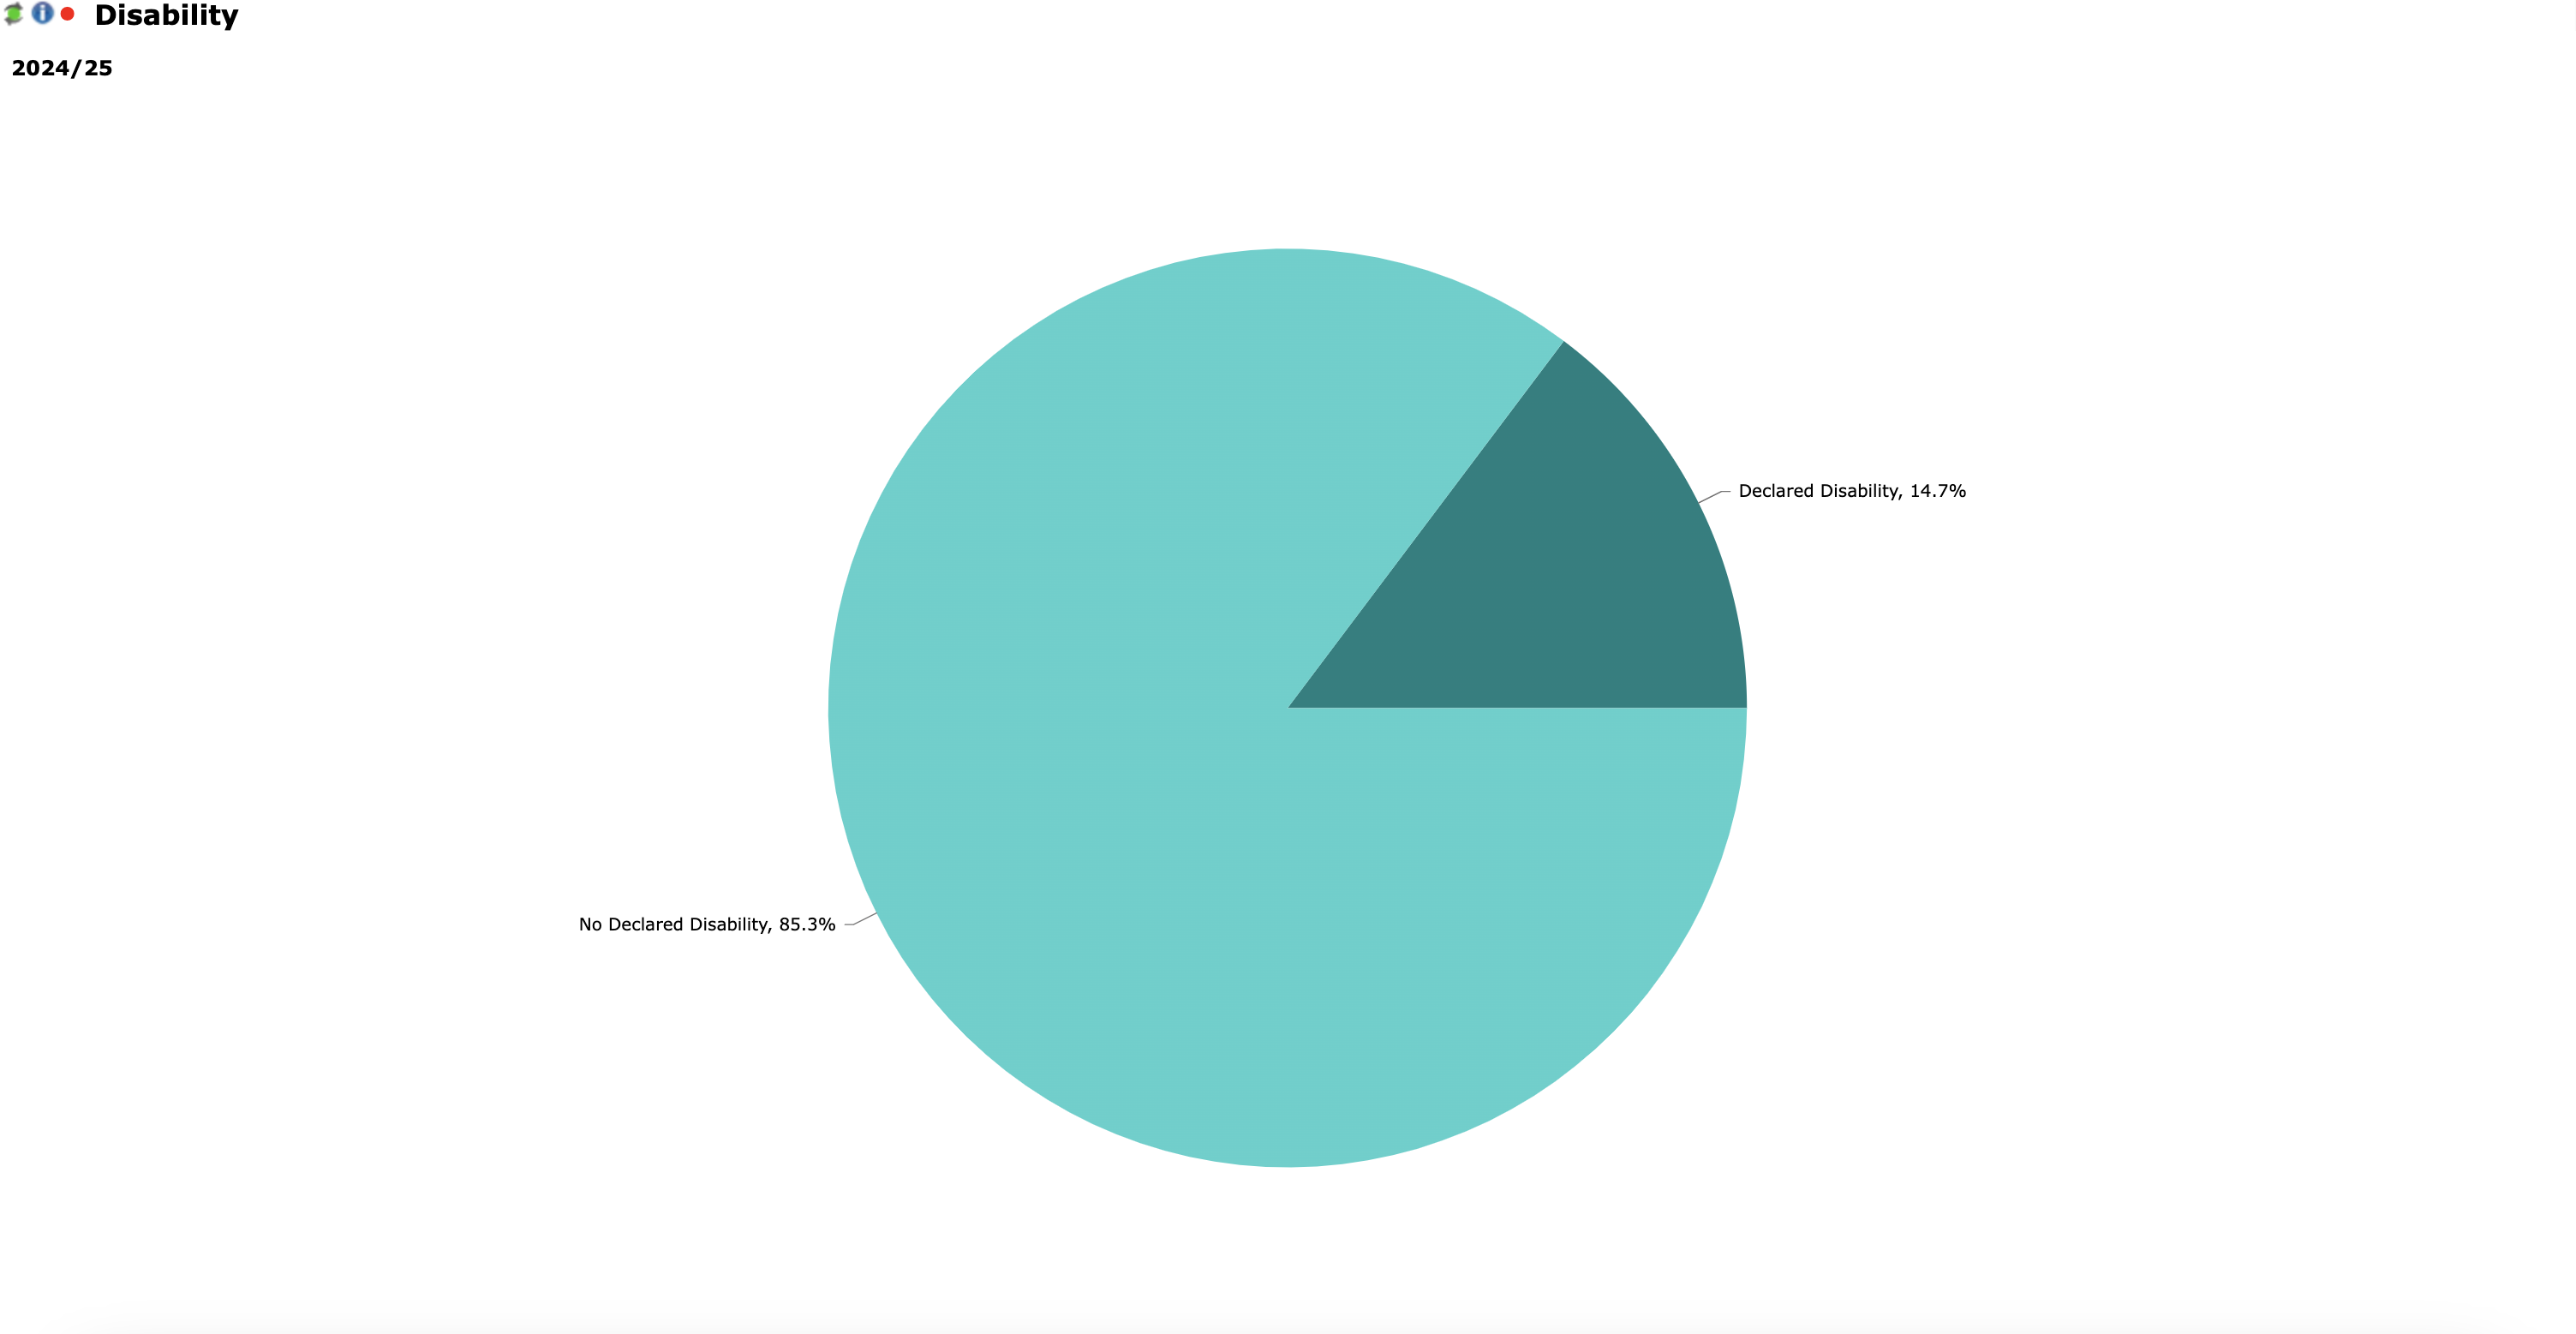 Disability
2024/25
Declared Disability, 14.7%
No Declared Disability, 85.3%